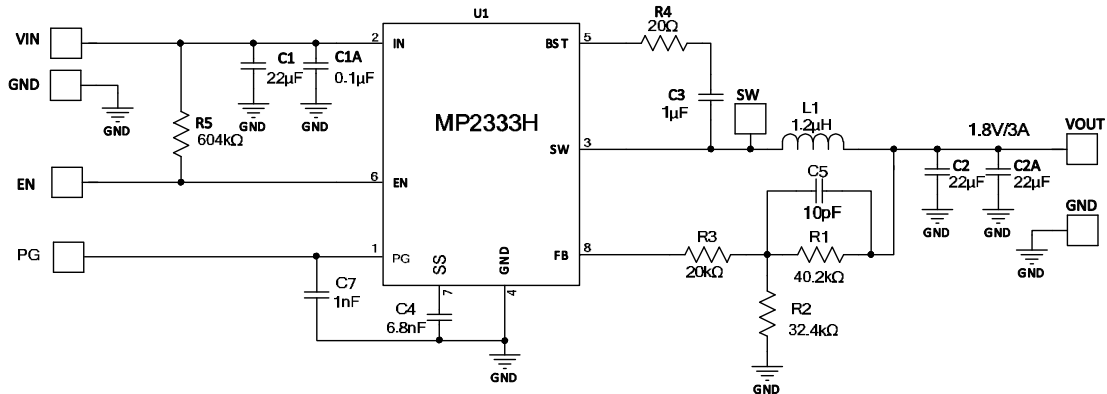 U1
VIN
GND
GND
2
IN
C1
22µF
GND
C1A
0.1µF
GND
R5
604kΩ
EN
6
EN
PG
1
PG
C7
1nF
MP2333H
SS
7
C4
6.8nF
GND
4
GND
BST
5
R4
20Ω
C3
1µF
SW
SW
3
L1
1.2µH
1.8V/3A
VOUT
C2
22µF
GND
C2A
22µF
GND
GND
GND
C5
10pF
FB
8
R3
20kΩ
R1
40.2kΩ
R2
32.4kΩ
GND